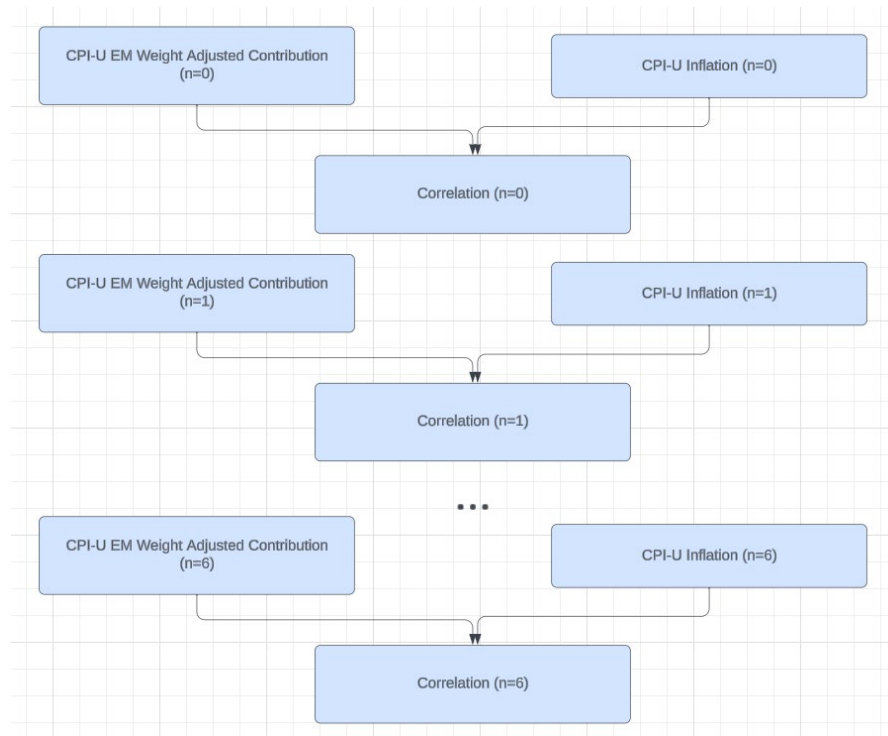 CPI-U EM Weight Adjusted Contribution
(n=0)
CPI-U Inflation (n=0)
Correlation (n=0)
CPI-U EM Weight Adjusted Contribution
(n=1)
CPI-U Inflation (n=1)
Correlation (n=1)
...
CPI-U EM Weight Adjusted Contribution
(n=6)
CPI-U Inflation (n=6)
Correlation (n=6)